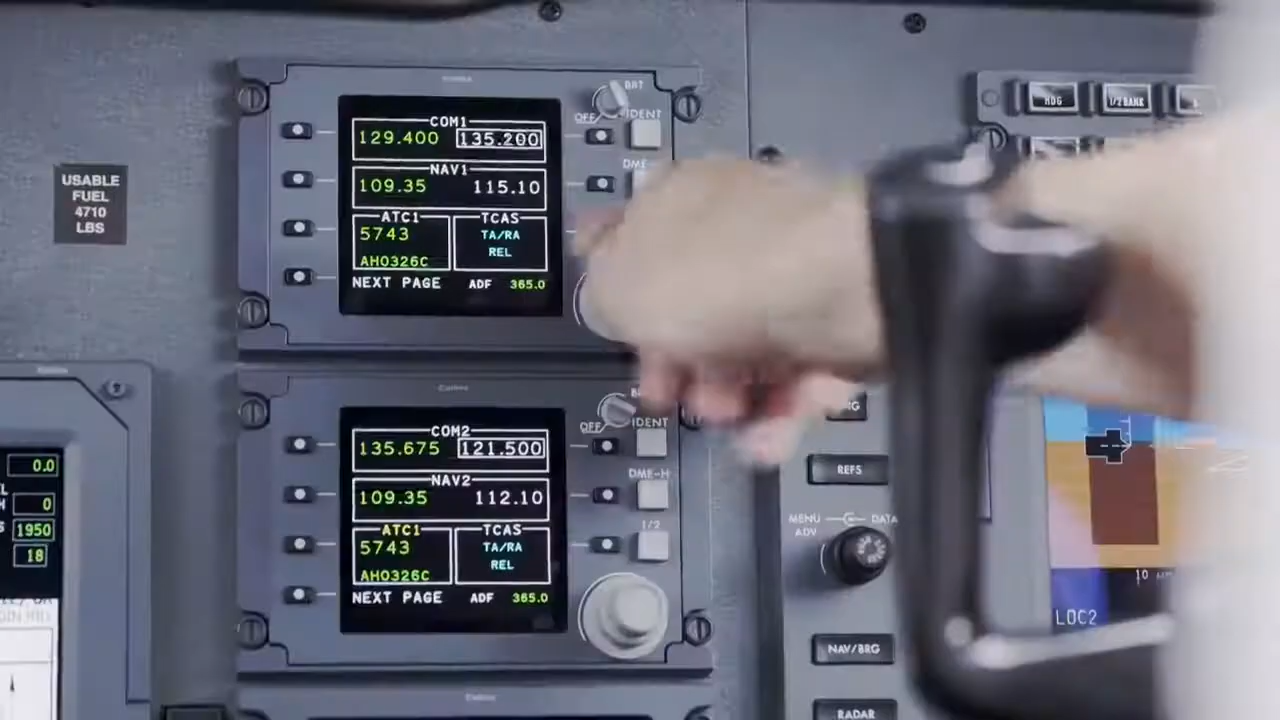 BRT
OFF
IDENT
HDG
1/2 BANK
COM1
129.400 135.200
DME-
NAV1
109.35 115.10
USABLE
FUEL
4710
LBS
ATC1 TCAS
5743 TA/RA
REL
AH0326C
NEXT PAGE ADF 365.0
OFF
IDENT
COM2
135.675 121.500
REFS
DME-H
NAV2
109.35 112.10
MENU DATA
ADV
1/2
ATC1 TCAS
5743 TA/RA
REL
AH0326C
NEXT PAGE ADF 365.0
0.0
0
1950
18
10
LOC2
NAV/BRG
RADAR